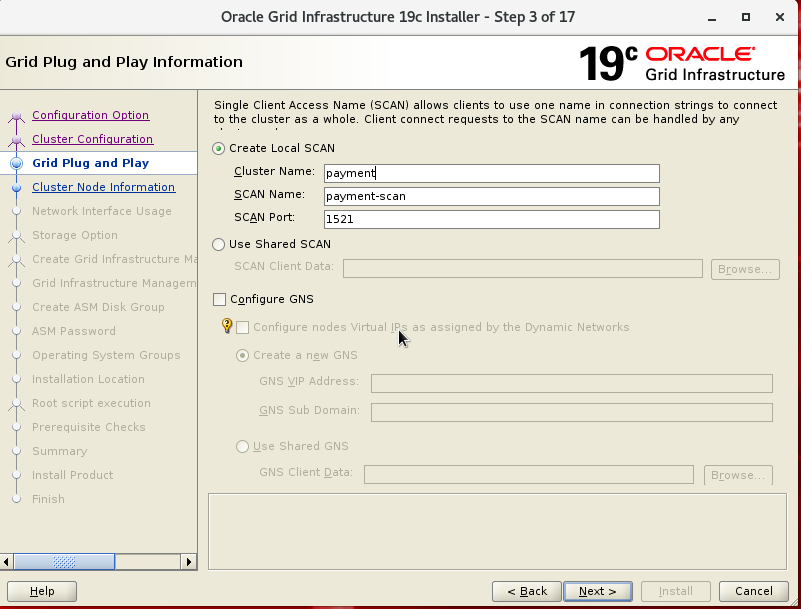 Oracle Grid Infrastructure 19c Installer - Step 3 of 17
Grid Plug and Play Information
19c ORACLE
Grid Infrastructure
Configuration Option
Cluster Configuration
Grid Plug and Play
Cluster Node Information
Network Interface Usage
Storage Option
Create Grid Infrastructure Ma
Grid Infrastructure Managem
Create ASM Disk Group
ASM Password
Operating System Groups
Installation Location
Root script execution
Prerequisite Checks
Summary
Install Product
Finish
Single Client Access Name (SCAN) allows clients to use one name in connection strings to connect
to the cluster as a whole. Client connect requests to the SCAN name can be handled by any
Create Local SCAN
Cluster Name: payment
SCAN Name: payment-scan
SCAN Port: 1521
Use Shared SCAN
SCAN Client Data: Browse...
Configure GNS
Configure nodes Virtual IPs as assigned by the Dynamic Networks
Create a new GNS
GNS VIP Address:
GNS Sub Domain:
Use Shared GNS
GNS Client Data: Browse...
Help < Back Next > Install Cancel